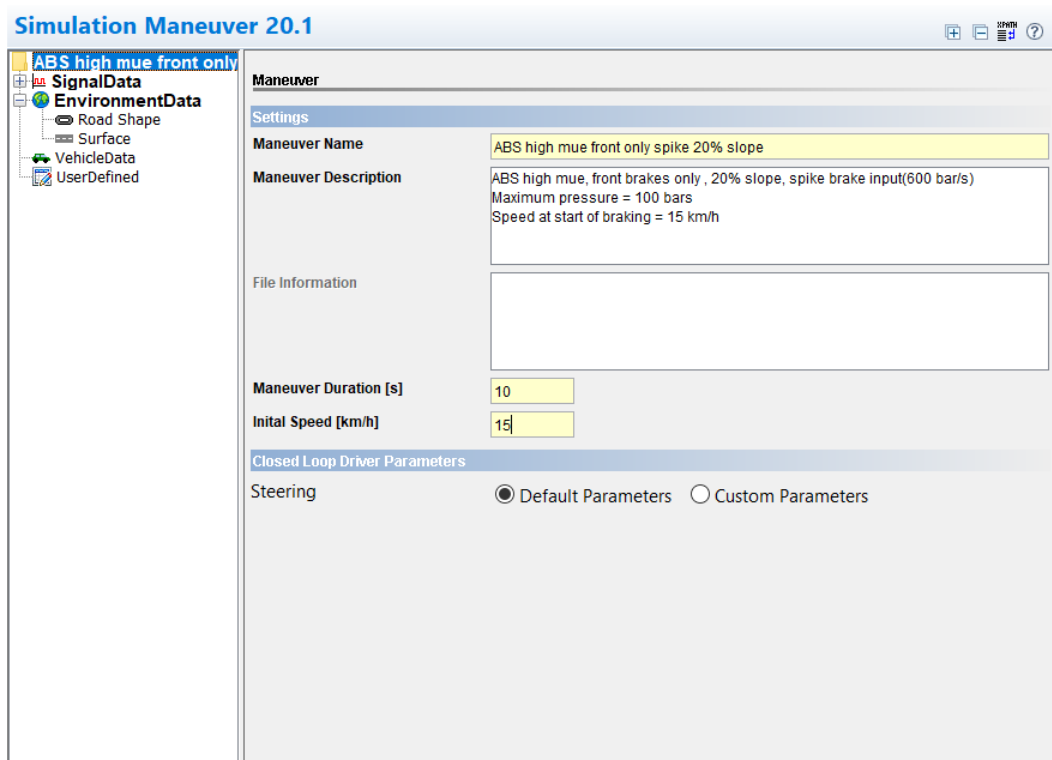 Simulation Maneuver 20.1
XPATH
ABS high mue front only
SignalData
EnvironmentData
Road Shape
Surface
VehicleData
UserDefined
Maneuver
Settings
Maneuver Name
ABS high mue front only spike 20% slope
Maneuver Description
ABS high mue, front brakes only , 20% slope, spike brake input(600 bar/s)
Maximum pressure = 100 bars
Speed at start of braking = 15 km/h
File Information
Maneuver Duration [s]
10
Inital Speed [km/h]
15
Closed Loop Driver Parameters
Steering
Default Parameters
Custom Parameters